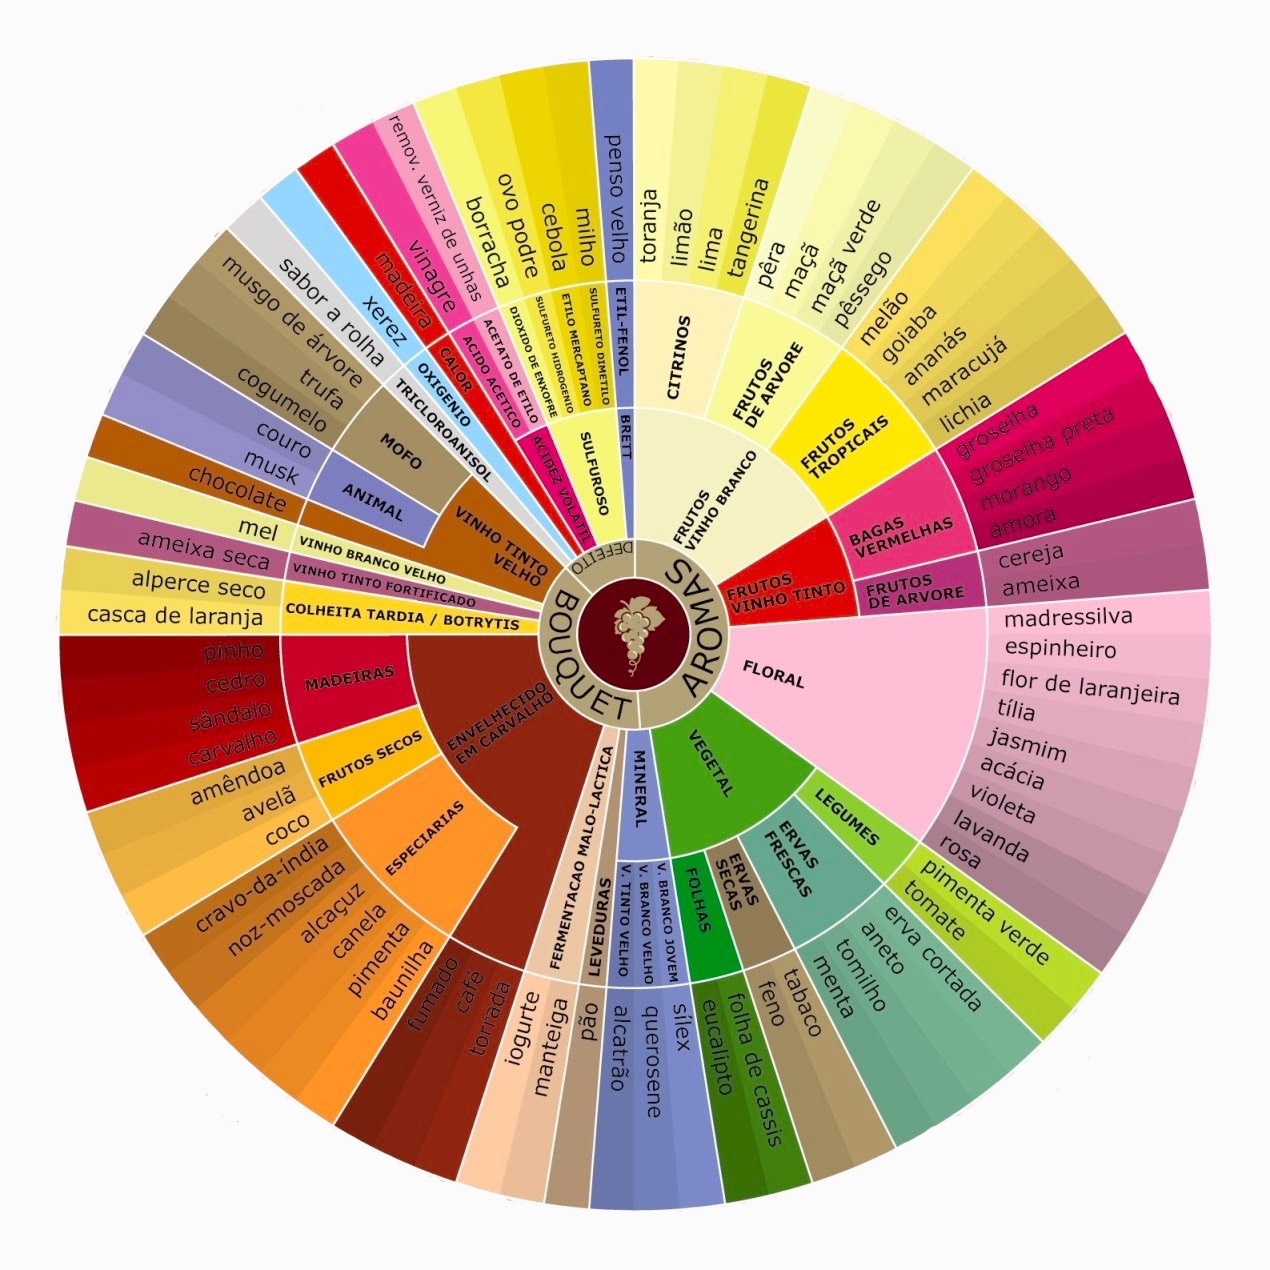 AROMAS
FRUTOS
VINHO BRANCO
CITRINOS
toranja
limão
lima
tangerina
FRUTOS
DE ARVORE
pêra
maçã
maçã verde
pêssego
FRUTOS
TROPICAIS
melão
goiaba
ananás
maracujá
lichia
FRUTOS
VINHO TINTO
BAGAS
VERMELHAS
groselha
groselha preta
morango
amora
FRUTOS
DE ARVORE
cereja
ameixa
FLORAL
madressilva
espinheiro
flor de laranjeira
tília
jasmim
acácia
violeta
lavanda
rosa
VEGETAL
LEGUMES
pimenta verde
tomate
ERVAS
FRESCAS
erva cortada
aneto
tomilho
menta
ERVAS
SECAS
tabaco
feno
FOLHAS
folha de cassis
eucalipto
MINERAL
V. BRANCO JOVEM
sílex
V. BRANCO VELHO
querosene
V. TINTO VELHO
alcatrão
BOUQUET
LEVEDURAS
pão
FERMENTACAO MALO-LACTICA
manteiga
iogurte
ENVELHECIDO
EM CARVALHO
torrada
café
fumado
ESPECIARIAS
baunilha
pimenta
canela
alcaçuz
noz-moscada
cravo-da-índia
FRUTOS SECOS
coco
avelã
amêndoa
MADEIRAS
carvalho
sândalo
cedro
pinho
COLHEITA TARDIA / BOTRYTIS
casca de laranja
alperce seco
VINHO TINTO FORTIFICADO
ameixa seca
VINHO BRANCO VELHO
mel
VINHO TINTO
VELHO
chocolate
ANIMAL
musk
couro
MOFO
cogumelo
trufa
musgo de árvore
DEFEITO
TRICLOROANISOL
sabor a rolha
OXIGENIO
xerez
CALOR
madeira
ACIDEZ VOLATIL
ACIDO ACETICO
vinagre
ACETATO DE ETILO
remov. verniz de unhas
SULFUROSO
DIOXIDO DE ENXOFRE
borracha
SULFURETO HIDROGENIO
ovo podre
ETILO MERCAPTANO
cebola
SULFURETO DIMETILO
milho
BRETT
ETIL-FENOL
penso velho